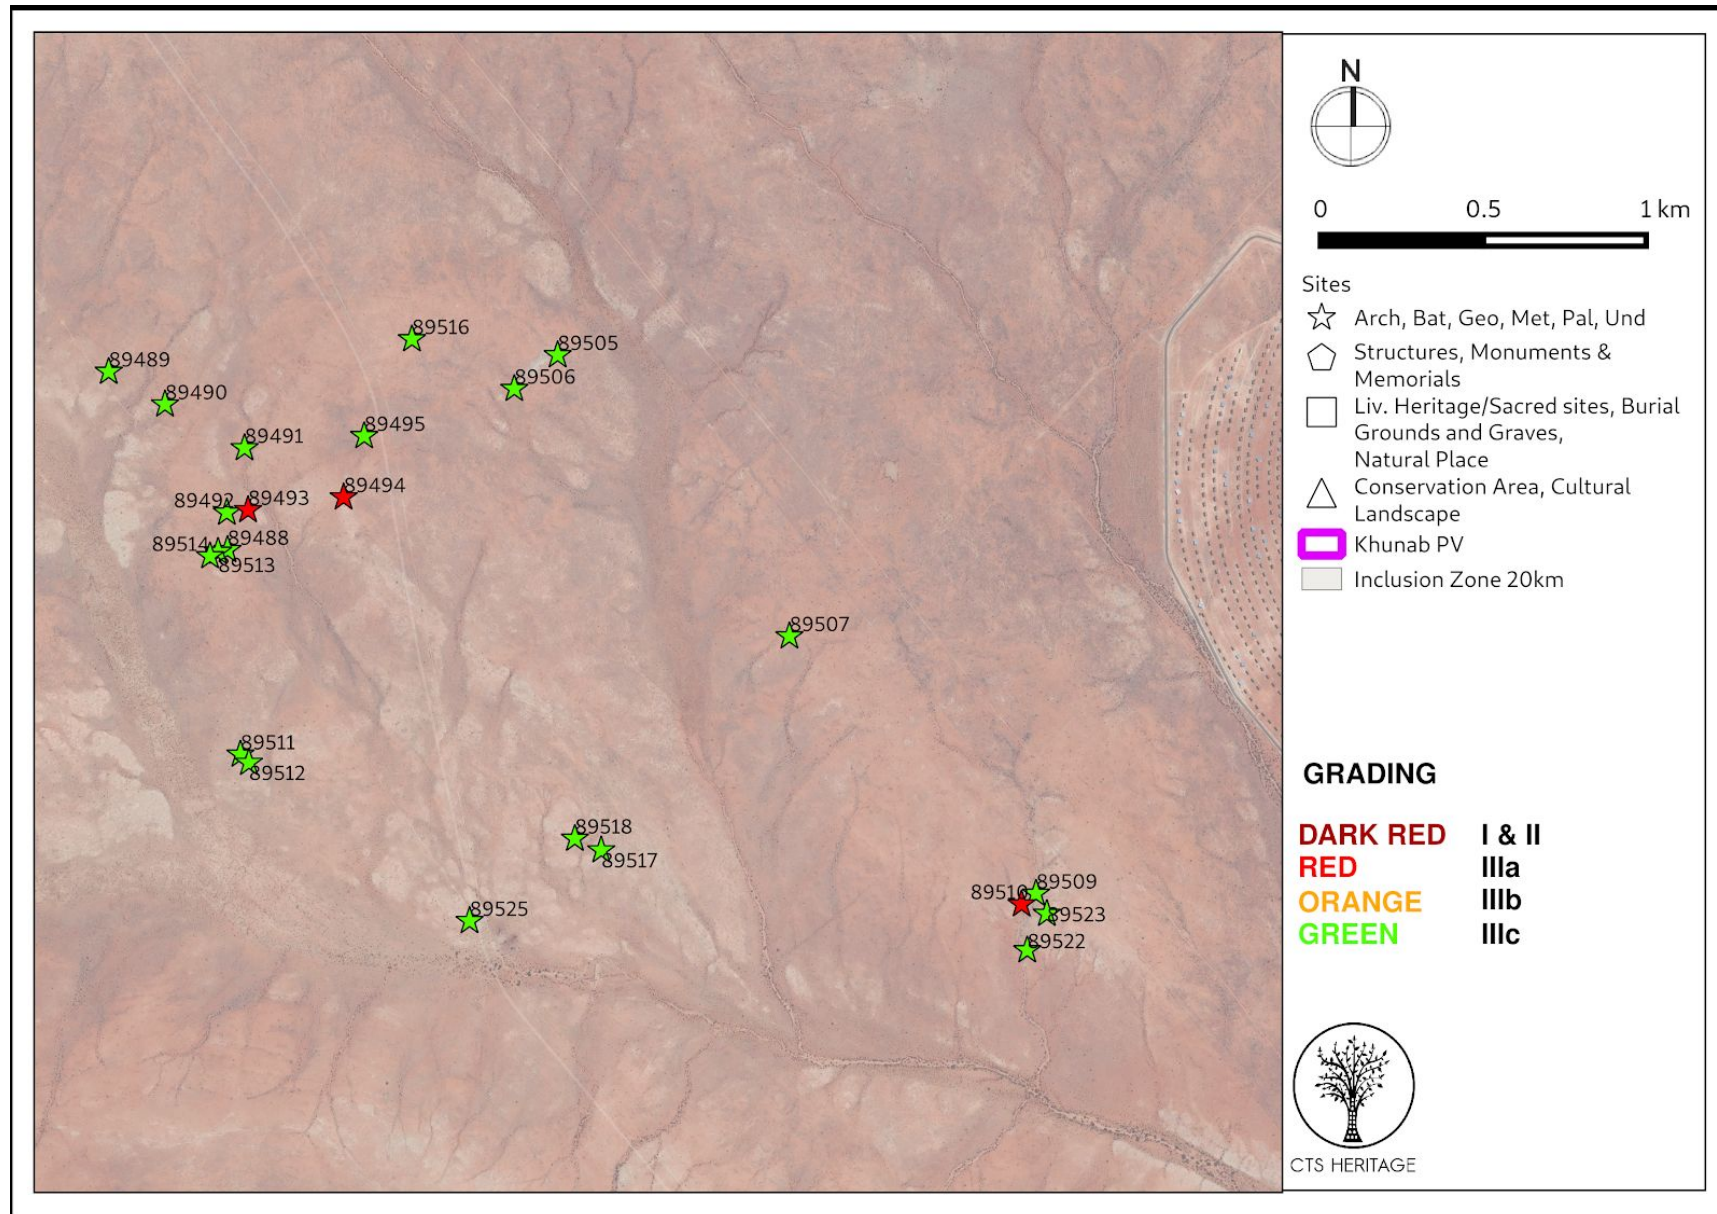 N
0 0.5 1 km
Sites
Arch, Bat, Geo, Met, Pal, Und
Structures, Monuments &
Memorials
Liv. Heritage/Sacred sites, Burial
Grounds and Graves,
Natural Place
Conservation Area, Cultural
Landscape
Khunab PV
Inclusion Zone 20km
GRADING
DARK RED I & II
RED IIIa
ORANGE IIIb
GREEN IIIc
CTS HERITAGE
89516
89505
89489
89506
89490
89495
89491
89494
89492
89493
89488
89514
89513
89507
89511
89512
89518
89517
89509
89510
89525
89523
89522